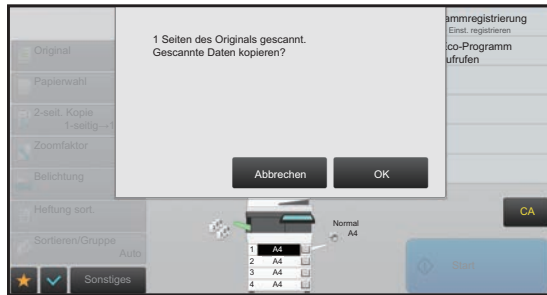 1 Seiten des Originals gescannt.
Gescannte Daten kopieren?
Abbrechen
OK
ammregistrierung
Einst. registrieren
Eco-Programm
ufrufen
Original
Papierwahl
2-seit. Kopie
1-seitig→1
Zoomfaktor
Belichtung
Heftung sort.
Sortieren/Gruppe
Auto
Sonstiges
Normal
A4
1 A4
2 A4
3 A4
4 A4
CA
Start